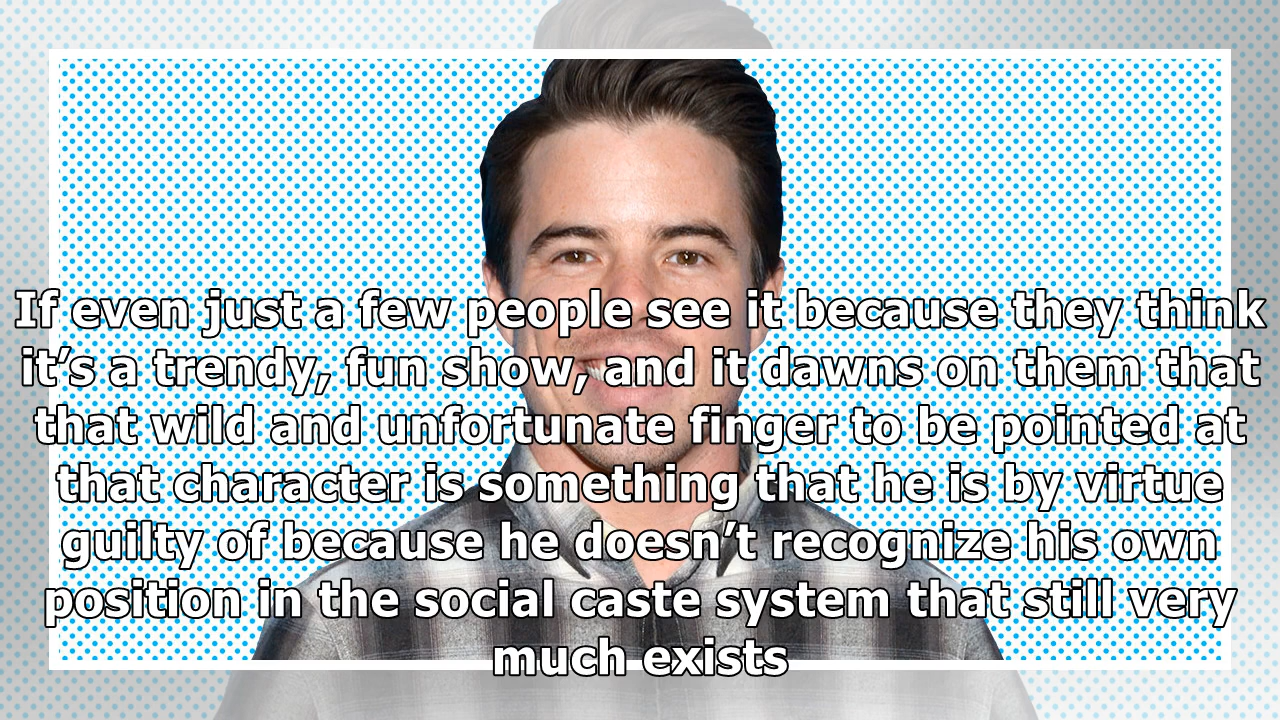 If even just a few people see it because they think
it’s a trendy, fun show, and it dawns on them that
that wild and unfortunate finger to be pointed at
that character is something that he is by virtue
guilty of because he doesn’t recognize his own
position in the social caste system that still very
much exists